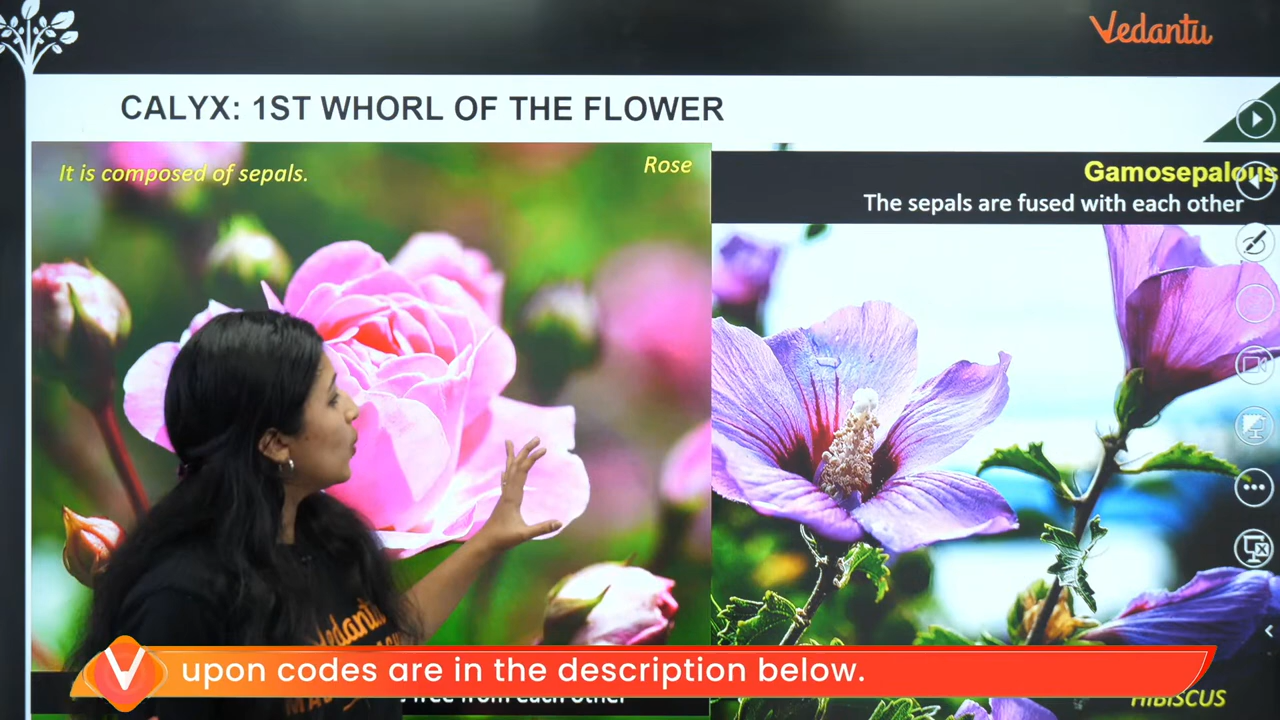 Vedantu
CALYX: 1ST WHORL OF THE FLOWER
It is composed of sepals.
Rose
Gamosepalous
The sepals are fused with each other
Vedantu
upon codes are in the description below.
free from each other
HIBISCUS